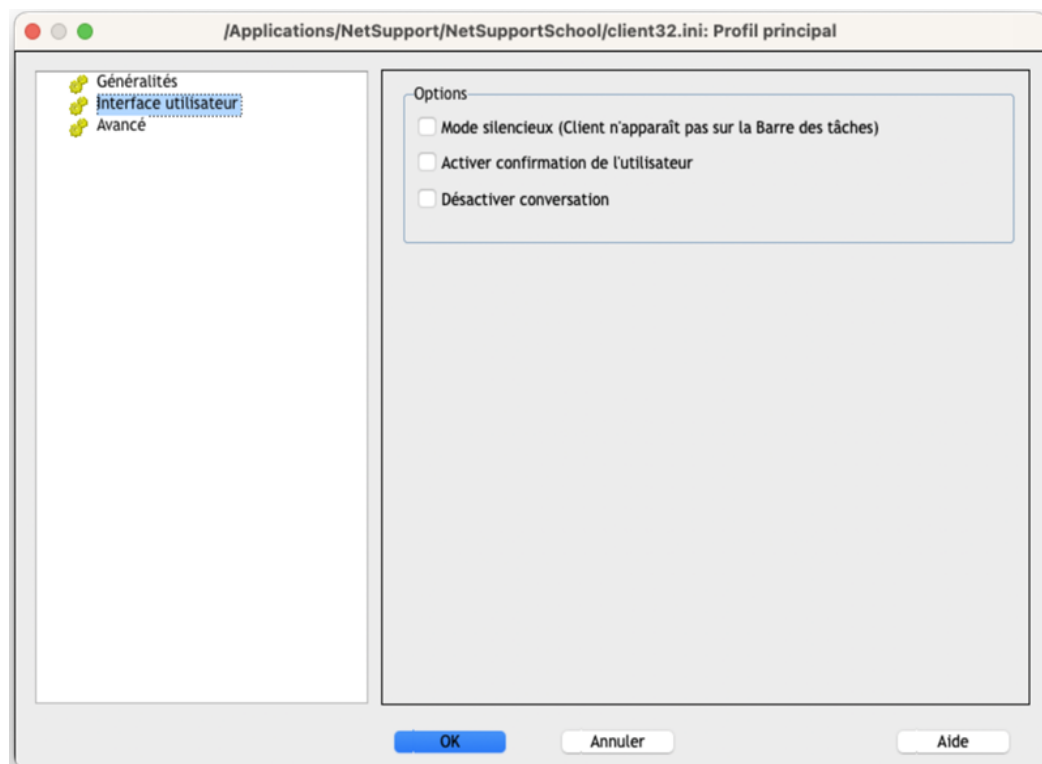 /Applications/NetSupport/NetSupportSchool/client32.ini: Profil principal
Généralités
Interface utilisateur
Avancé
Options
Mode silencieux (Client n'apparaît pas sur la Barre des tâches)
Activer confirmation de l'utilisateur
Désactiver conversation
OK
Annuler
Aide